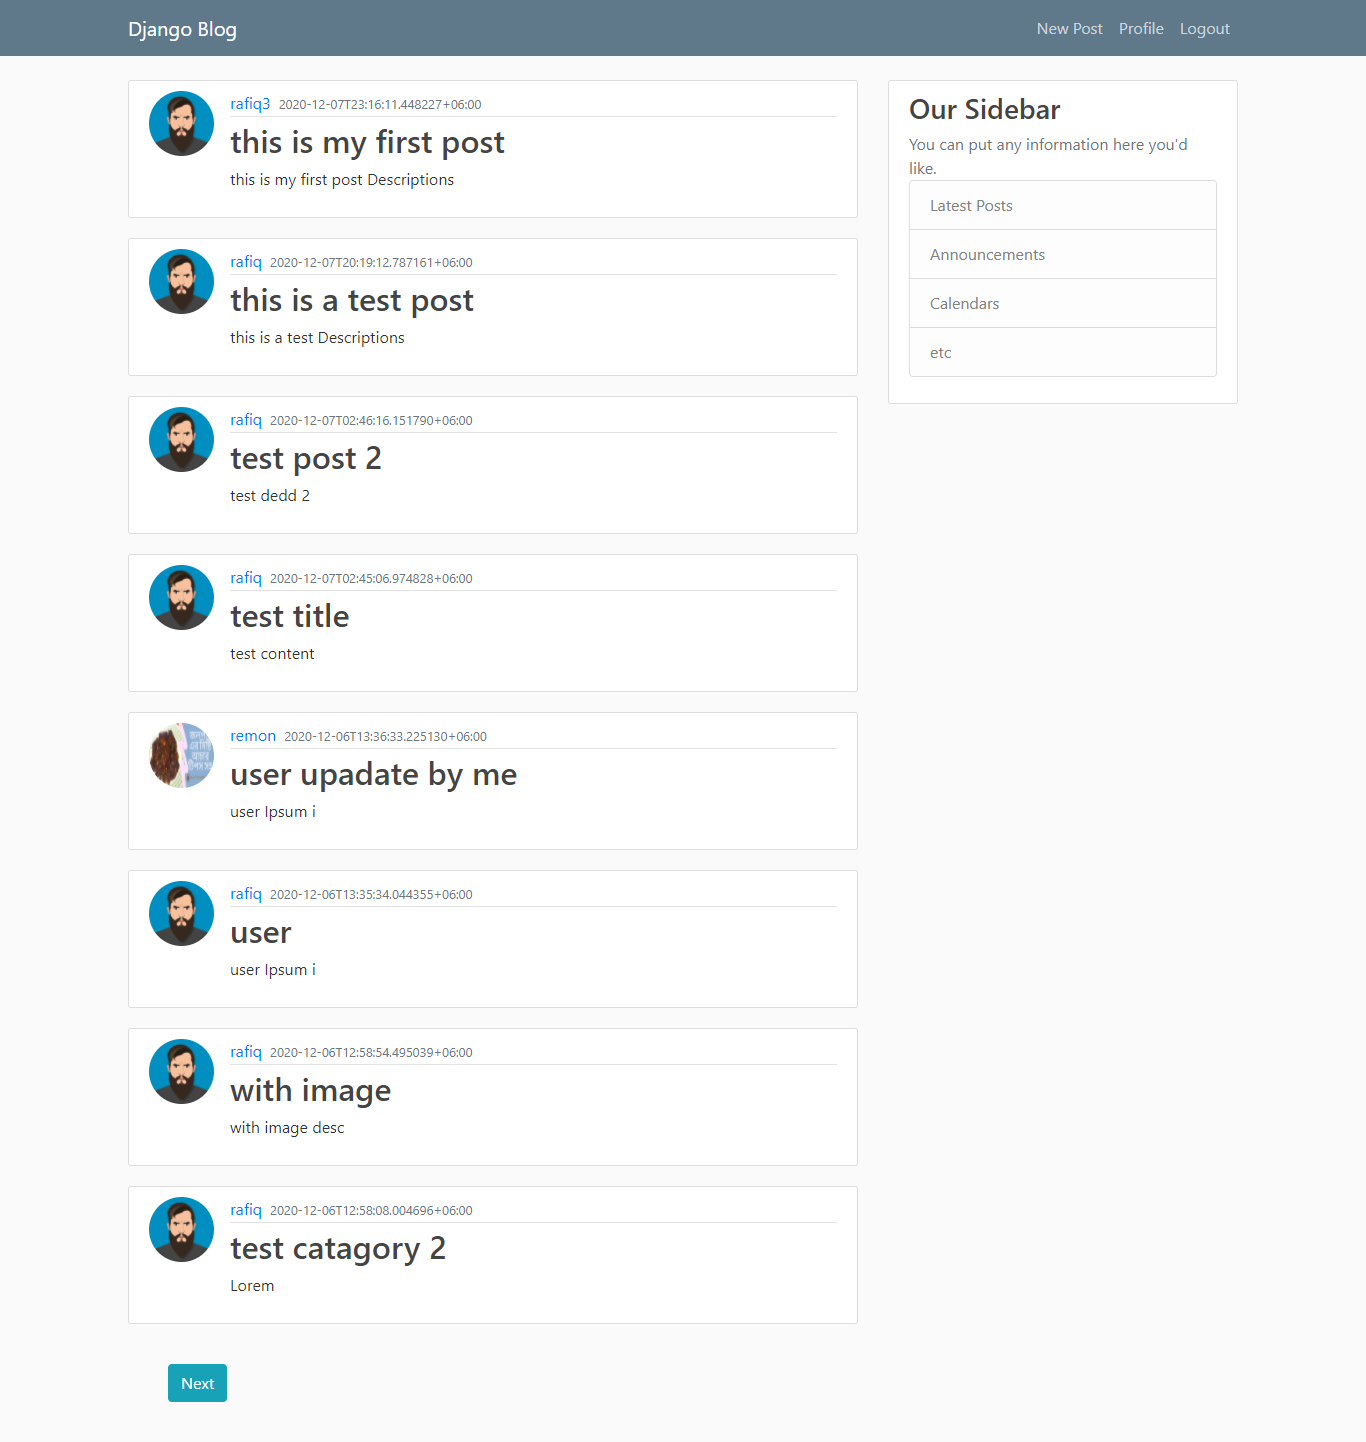 Django Blog
New Post Profile Logout
rafiq3 2020-12-07T23:16:11.448227+06:00
this is my first post
this is my first post Descriptions
rafiq 2020-12-07T20:19:12.787161+06:00
this is a test post
this is a test Descriptions
rafiq 2020-12-07T02:46:16.151790+06:00
test post 2
test dedd 2
rafiq 2020-12-07T02:45:06.974828+06:00
test title
test content
remon 2020-12-06T13:36:33.225130+06:00
user upadate by me
user Ipsum i
rafiq 2020-12-06T13:35:34.044355+06:00
user
user Ipsum i
rafiq 2020-12-06T12:58:54.495039+06:00
with image
with image desc
rafiq 2020-12-06T12:58:08.004696+06:00
test catagory 2
Lorem
Next
Our Sidebar
You can put any information here you'd
like.
Latest Posts
Announcements
Calendars
etc